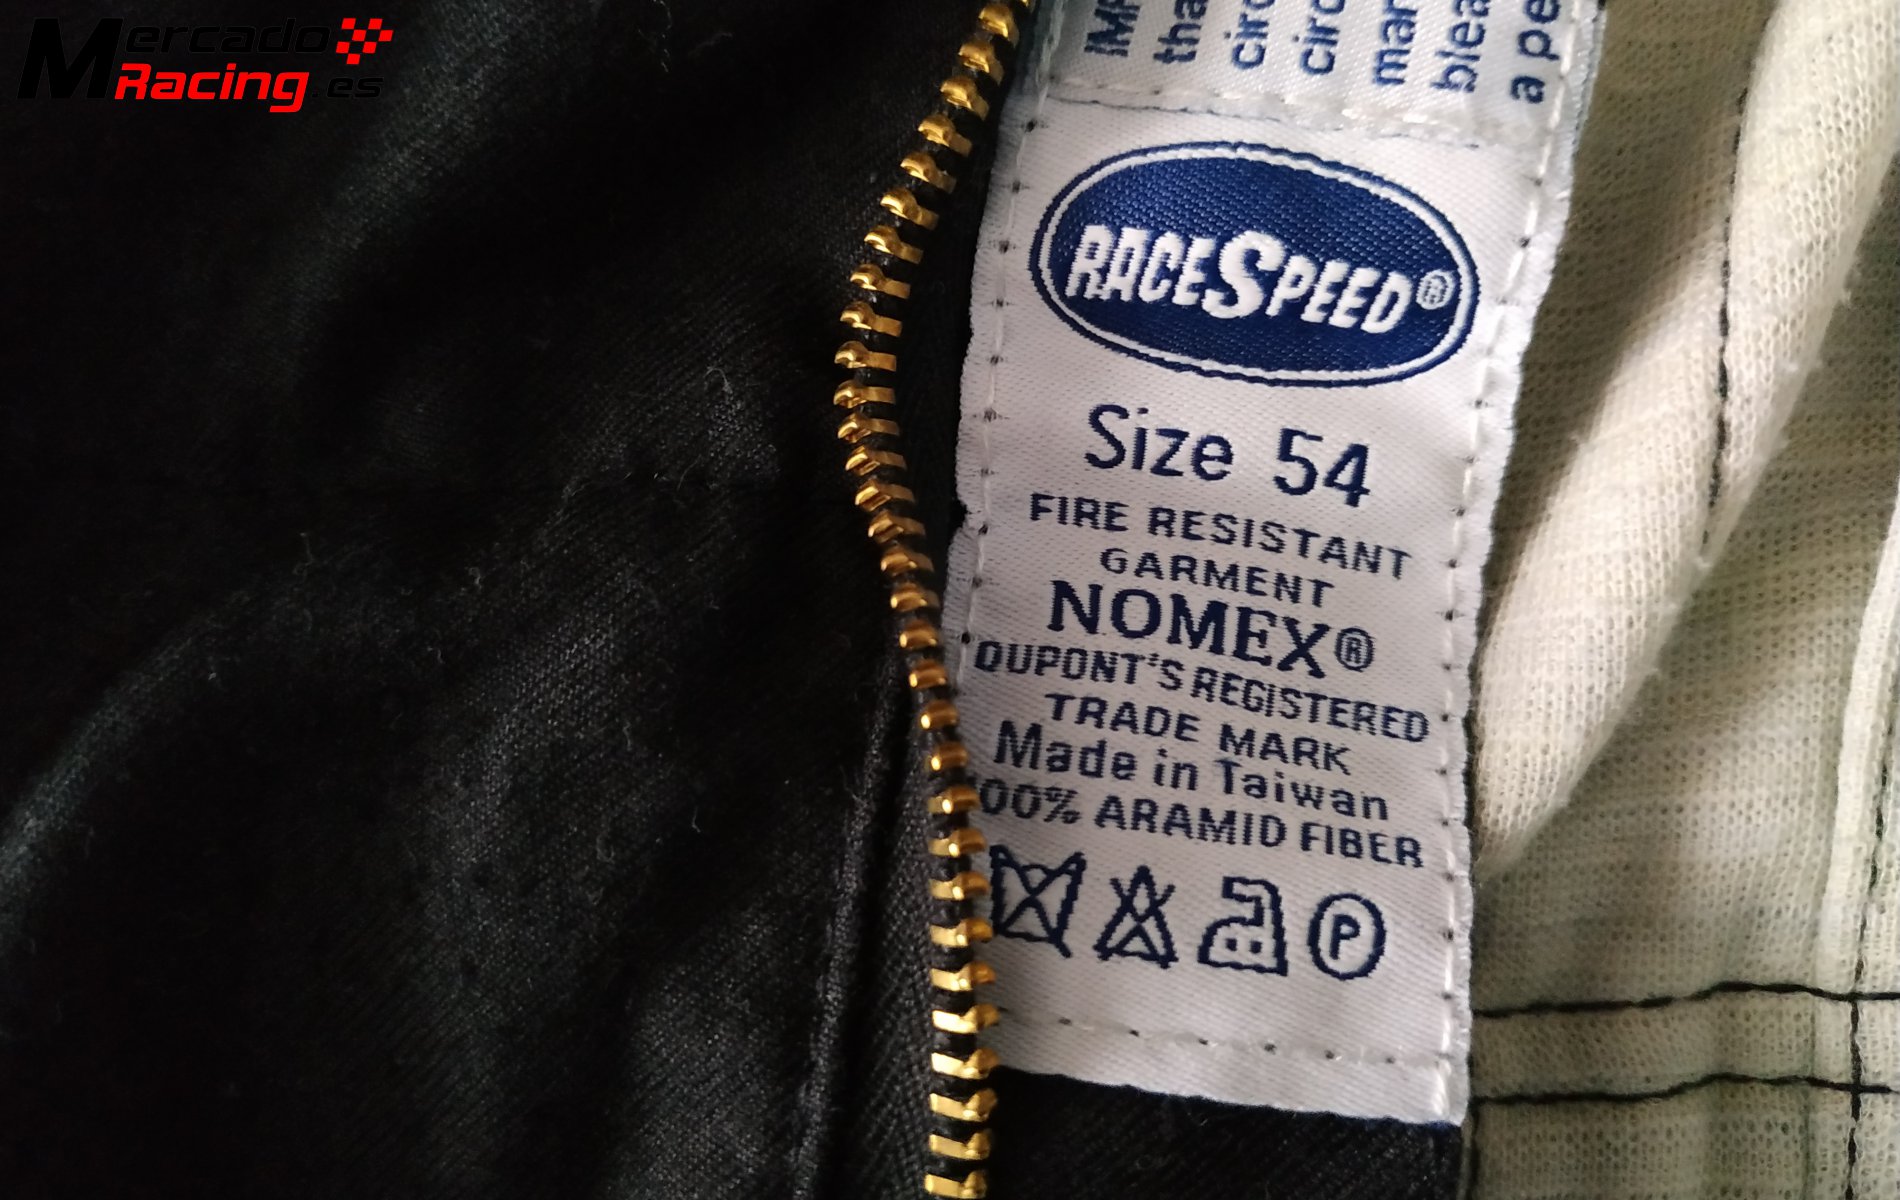 Mercado
Racing.es
RACESPEED®
Size 54
FIRE RESISTANT
GARMENT
NOMEX®
DUPONT'S REGISTERED
TRADE MARK
Made in Taiwan
00% ARAMID FIBER
P